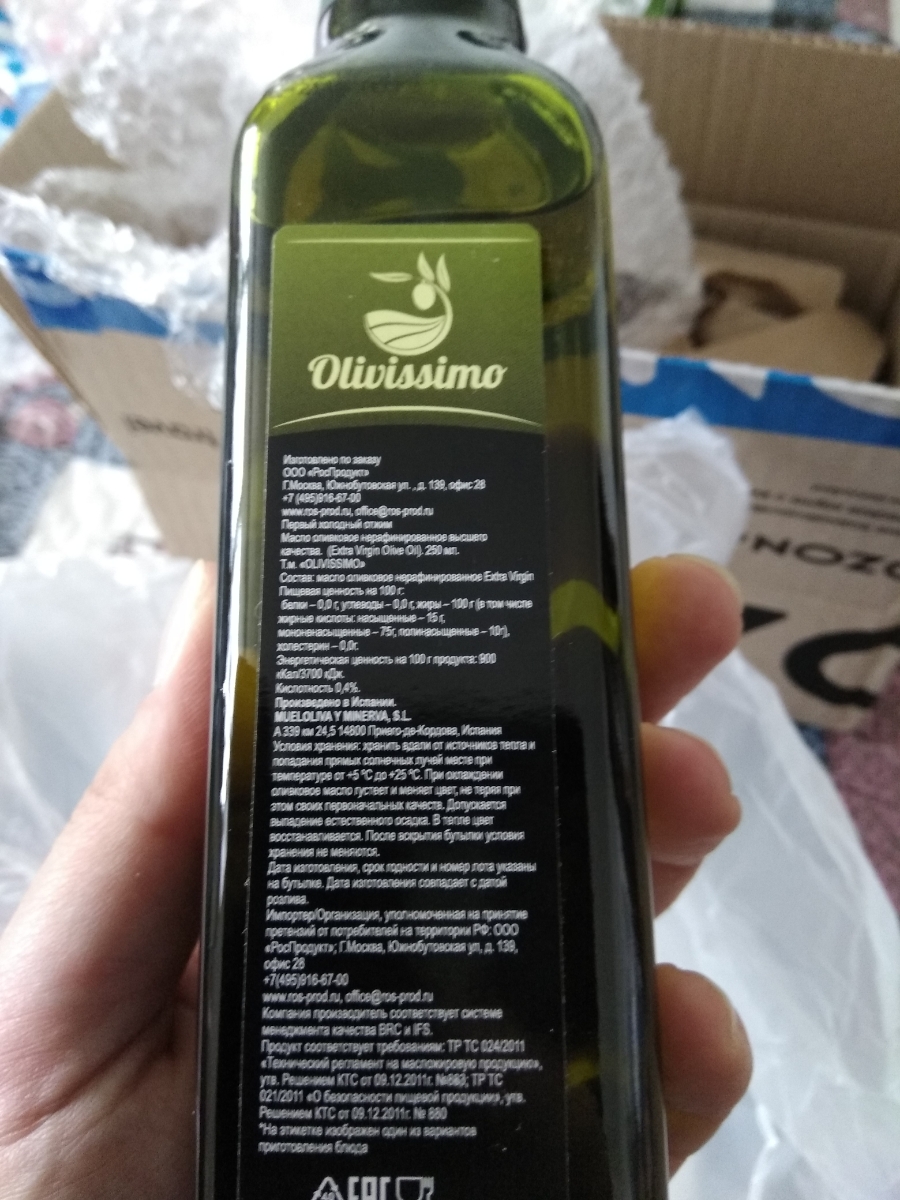 Olivissimo
Изготовлено по заказу
ООО «РосПродукт»
Г.Москва, Южнобутовская ул. , д. 139, офис 28
+7 (495)916-67-00
www.ros-prod.ru, office@ros-prod.ru
Первый холодный отжим
Масло оливковое нерафинированное высшего
качества. (Extra Virgin Olive Oil). 250 мл.
Т.м. «OLIVISSIMO»
Состав: масло оливковое нерафинированное Extra Virgin
Пищевая ценность на 100 г:
белки – 0,0 г, углеводы – 0,0 г, жиры – 100 г (в том числе
жирные кислоты: насыщенные – 15 г,
мононенасыщенные – 75г, полинасыщенные – 10г),
холестерин – 0,0г.
Энергетическая ценность на 100 г продукта: 900
кКал/3700 кДж.
Кислотность 0,4%.
Произведено в Испании.
MUELOLIVA Y MINERVA, S.L.
А 339 км 24,5 14800 Приего-де-Кордова, Испания
Условия хранения: хранить вдали от источников тепла и
попадания прямых солнечных лучей месте при
температуре от +5 °С до +25 °С. При охлаждении
оливковое масло густеет и меняет цвет, не теряя при
этом своих первоначальных качеств. Допускается
выпадение естественного осадка. В тепле цвет
восстанавливается. После вскрытия бутылки условия
хранения не меняются.
Дата изготовления, срок годности и номер лота указаны
на бутылке. Дата изготовления совпадает с датой
розлива.
Импортер/Организация, уполномоченная на принятие
претензий от потребителей на территории РФ: ООО
«РосПродукт»; Г.Москва, Южнобутовская ул, д. 139,
офис 28
+7(495)916-67-00
www.ros-prod.ru, office@ros-prod.ru
Компания производитель соответствует системе
менеджмента качества BRC и IFS.
Продукт соответствует требованиям: ТР ТС 024/2011
«Технический регламент на масложировую продукцию»,
утв. Решением КТС от 09.12.2011г. №883; ТР ТС
021/2011 «О безопасности пищевой продукции», утв.
Решением КТС от 09.12.2011г. № 880
*На этикетке изображен один из вариантов
приготовления блюда
EAC
OZON